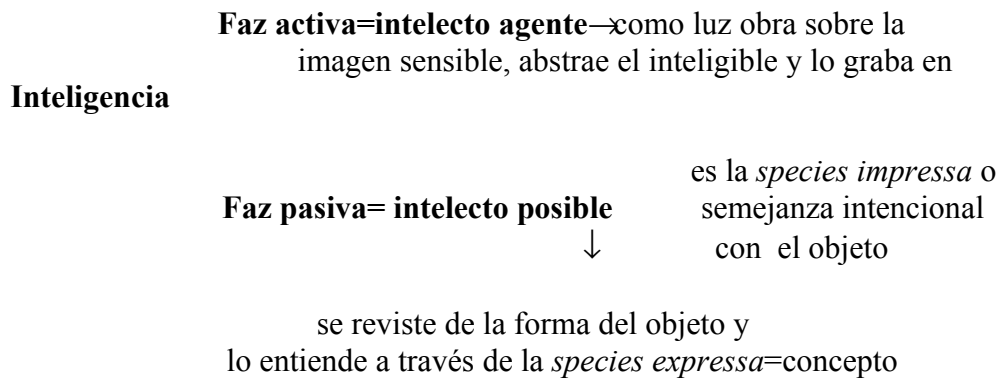 Faz activa=intelecto agente→como luz obra sobre la
imagen sensible, abstrae el inteligible y lo graba en
Inteligencia
es la species impressa o
Faz pasiva= intelecto posible semejanza intencional
↓ con el objeto
se reviste de la forma del objeto y
lo entiende a través de la species expressa=concepto